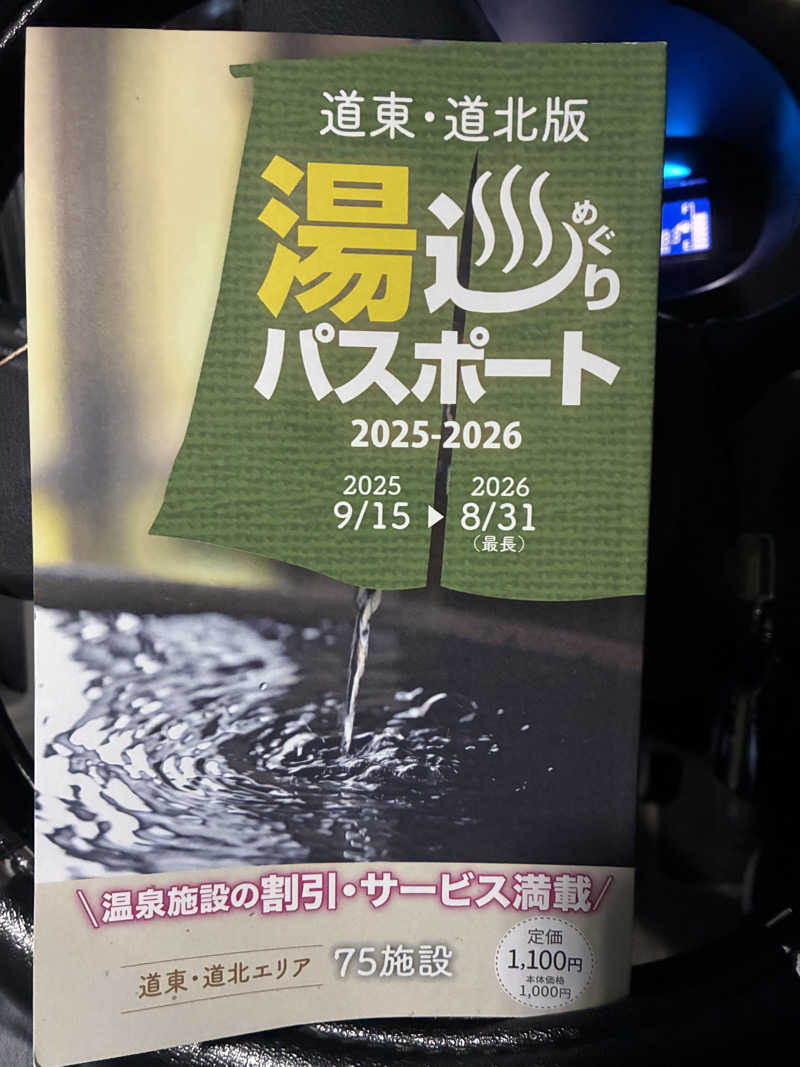 道東・道北版
湯巡り
めぐ
パスポート
2025-2026
2025
9/15
▶
2026
8/31
(最長)
温泉施設の割引・サービス満載
道東・道北エリア
75施設
定価
1,100円
本体価格
1,000円